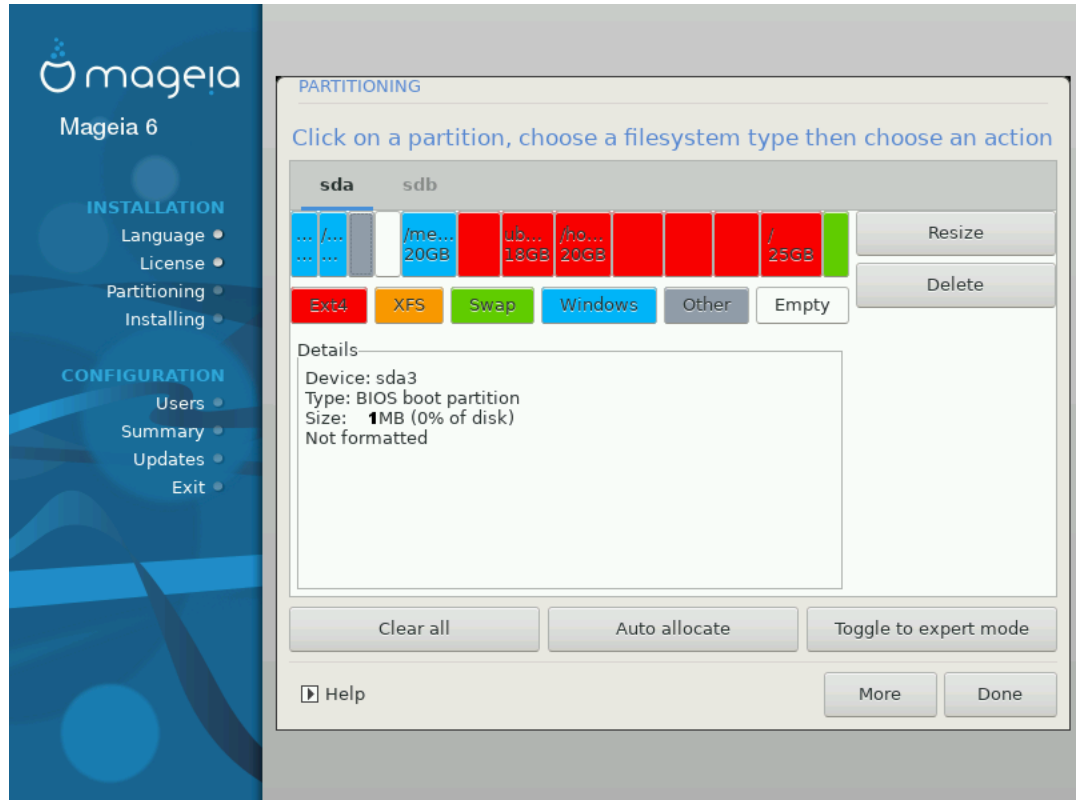 mageia
Mageia 6
INSTALLATION
Language
License
Partitioning
Installing
CONFIGURATION
Users
Summary
Updates
Exit
PARTITIONING
Click on a partition, choose a filesystem type then choose an action
sda sdb
... /... /me... ub... /ho... /
... ... 20GB 18GB 20GB 25GB
Resize
Delete
Ext4 XFS Swap Windows Other Empty
Details
Device: sda3
Type: BIOS boot partition
Size: 1MB (0% of disk)
Not formatted
Clear all Auto allocate Toggle to expert mode
Help More Done